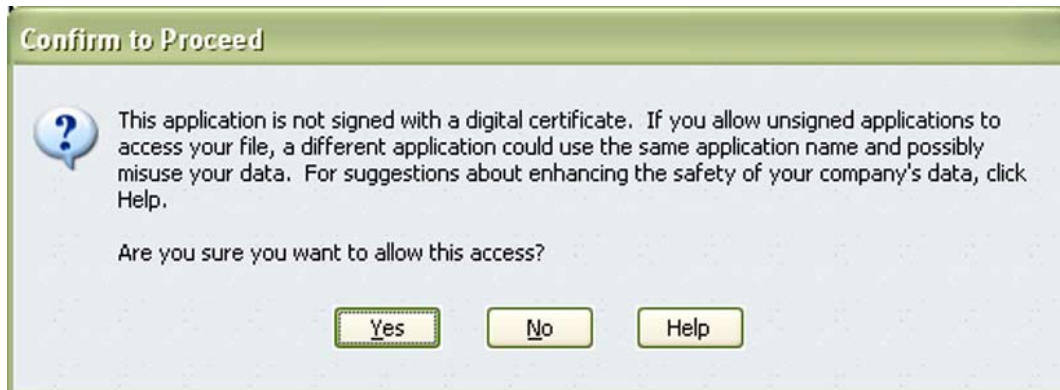 Confirm to Proceed
?
This application is not signed with a digital certificate.  If you allow unsigned applications to
access your file, a different application could use the same application name and possibly
misuse your data.  For suggestions about enhancing the safety of your company's data, click
Help.
Are you sure you want to allow this access?
Yes No Help